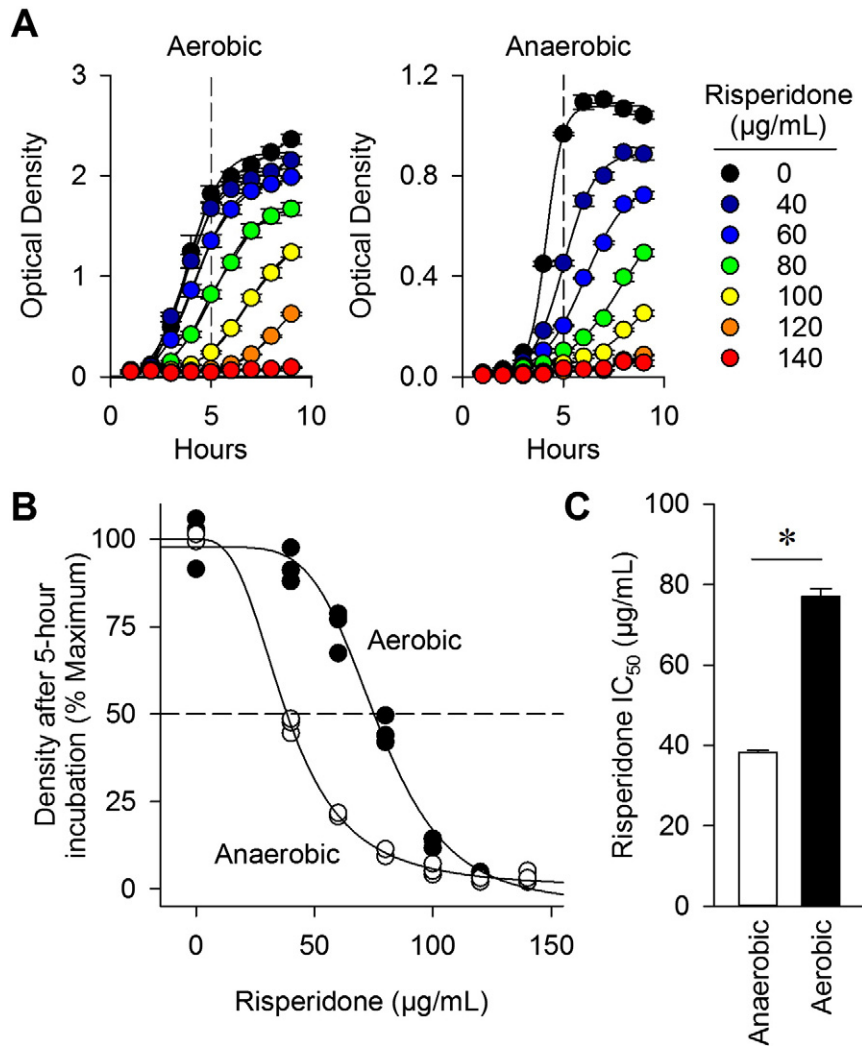 A
Aerobic
Anaerobic
Optical Density
3
2
1
0
0
5
10
Hours
Optical Density
1.2
0.8
0.4
0.0
0
5
10
Hours
Risperidone
(µg/mL)
0
40
60
80
100
120
140
B
Density after 5-hour
incubation (% Maximum)
100
75
50
25
0
Aerobic
Anaerobic
0
50
100
150
Risperidone (µg/mL)
C
Risperidone IC50 (µg/mL)
100
80
60
40
20
0
*
Anaerobic
Aerobic